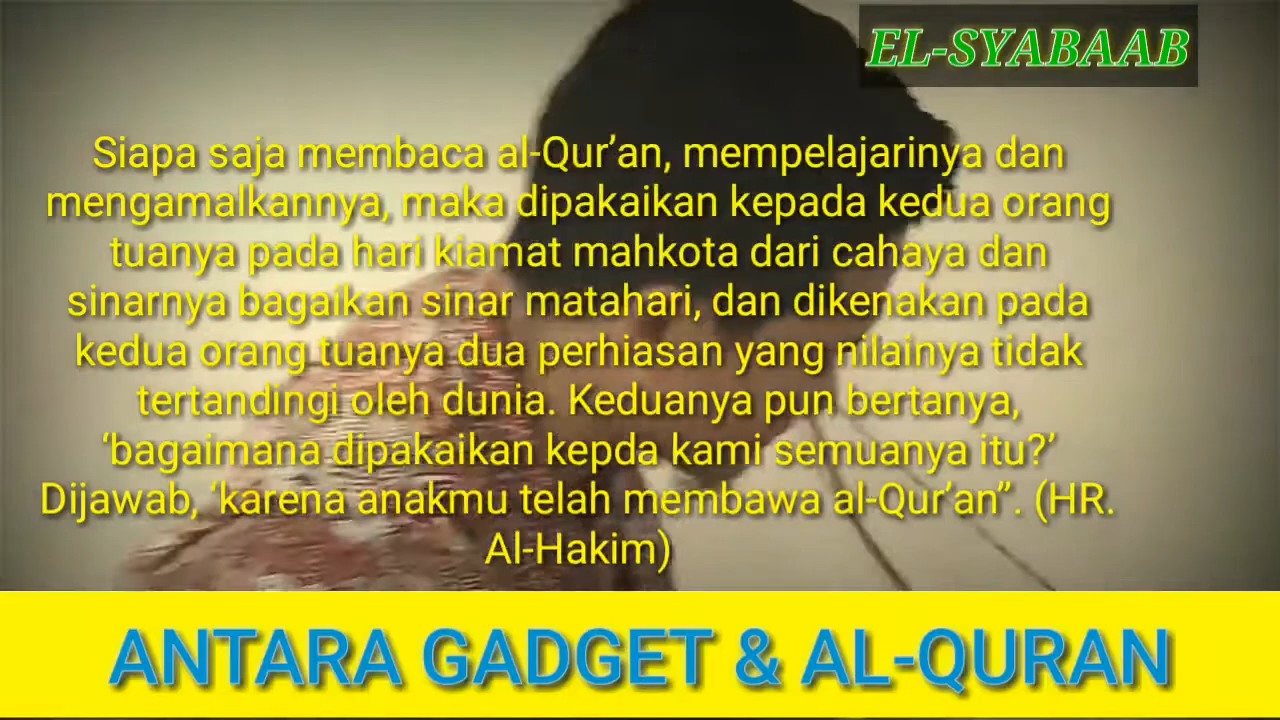 EL-SYABAAB
Siapa saja membaca al-Qur’an, mempelajarinya dan
mengamalkannya, maka dipakaikan kepada kedua orang
tuanya pada hari kiamat mahkota dari cahaya dan
sinarnya bagaikan sinar matahari, dan dikenakan pada
kedua orang tuanya dua perhiasan yang nilainya tidak
tertandingi oleh dunia. Keduanya pun bertanya,
‘bagaimana dipakaikan kepda kami semuanya itu?’
Dijawab, ‘karena anakmu telah membawa al-Qur’an”. (HR.
Al-Hakim)
ANTARA GADGET & AL-QURAN